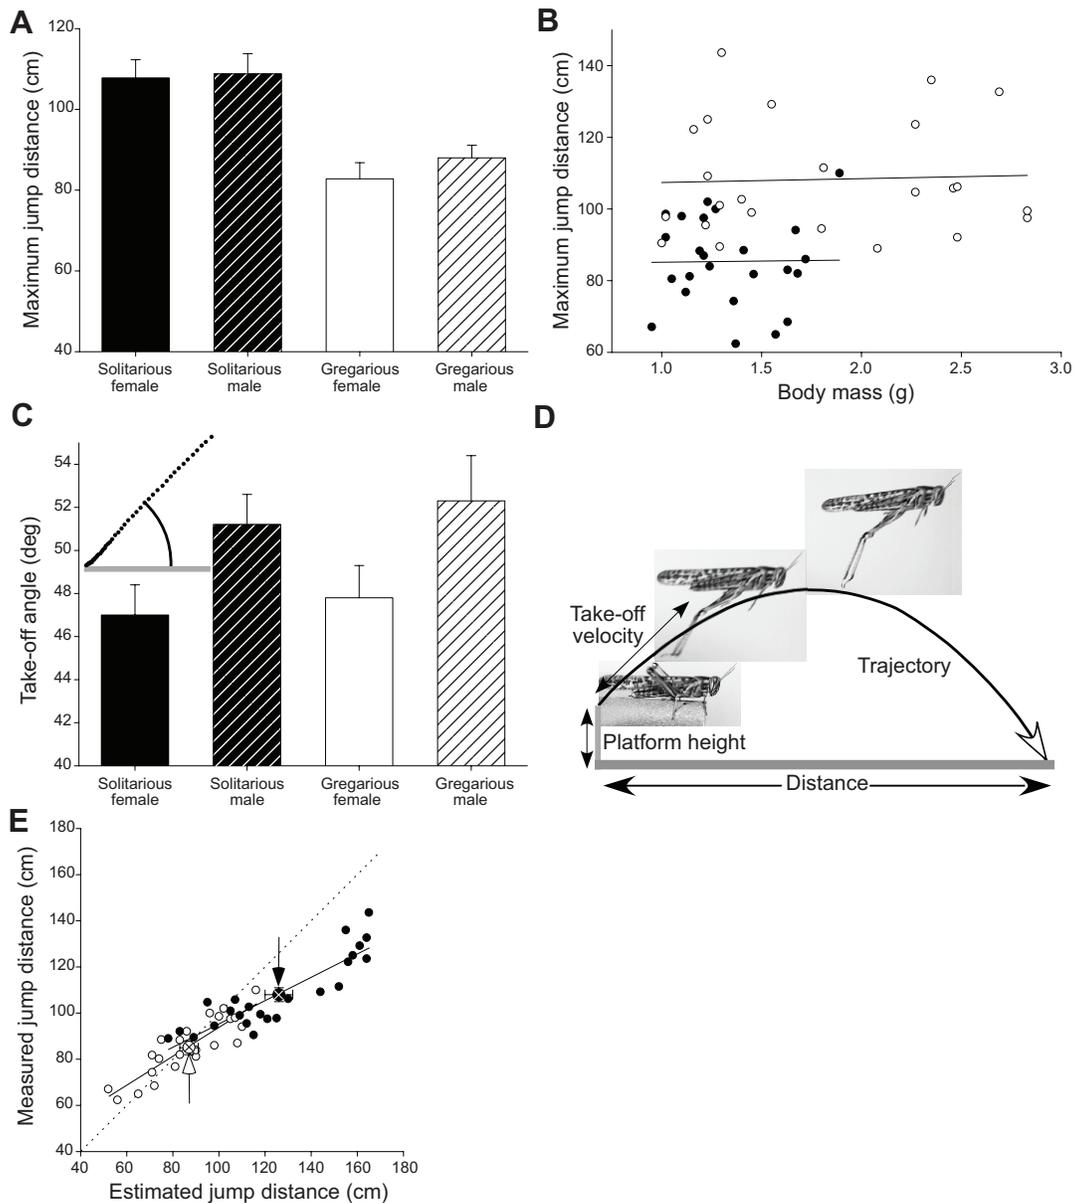 A
Maximum jump distance (cm)
120
100
80
60
40
Solitarious
female
Solitarious
male
Gregarious
female
Gregarious
male
B
Maximum jump distance (cm)
140
120
100
80
60
1.0
1.5
2.0
2.5
3.0
Body mass (g)
C
Take-off angle (deg)
54
52
50
48
46
44
42
40
Solitarious
female
Solitarious
male
Gregarious
female
Gregarious
male
D
Take-off
velocity
Trajectory
Platform height
Distance
E
Measured jump distance (cm)
180
160
140
120
100
80
60
40
40
60
80
100
120
140
160
180
Estimated jump distance (cm)